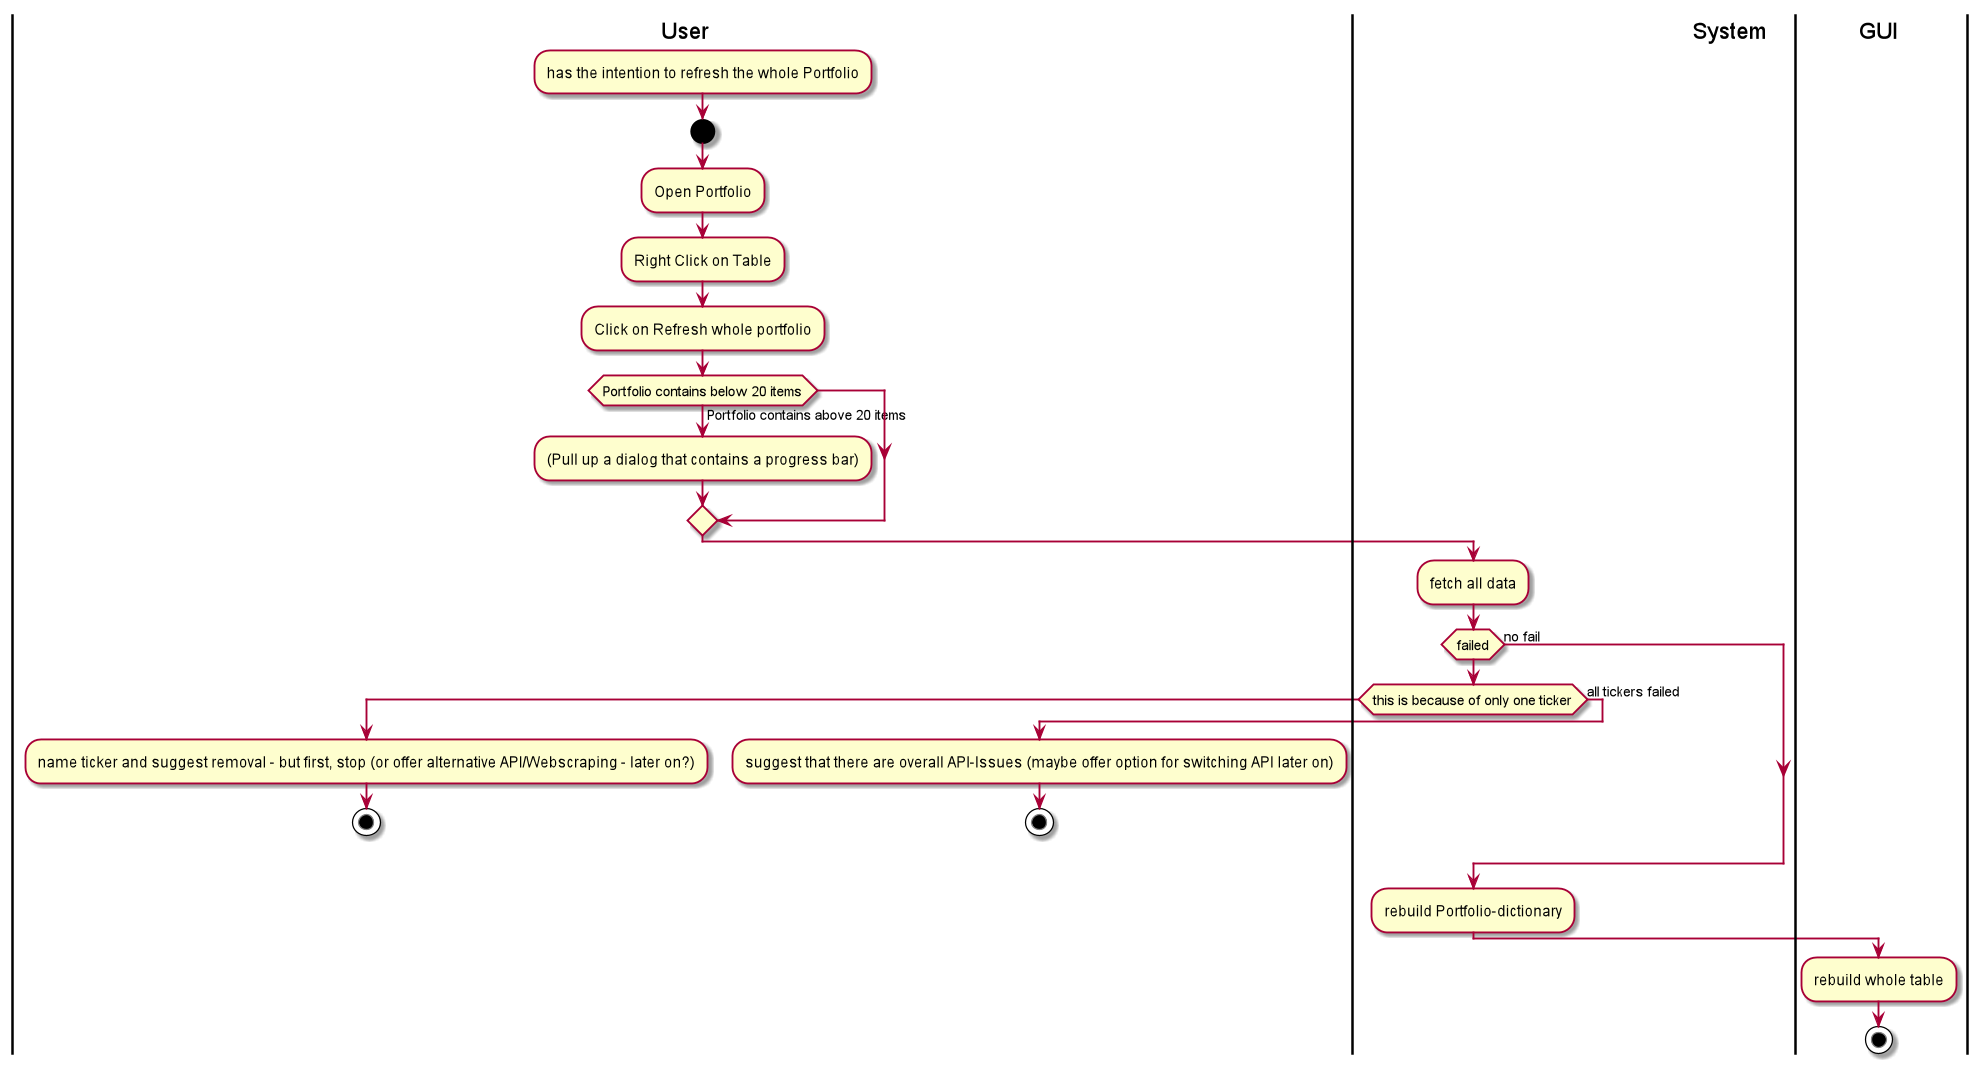 User
System
GUI
has the intention to refresh the whole Portfolio
Open Portfolio
Right Click on Table
Click on Refresh whole portfolio
Portfolio contains below 20 items
Portfolio contains above 20 items
(Pull up a dialog that contains a progress bar)
fetch all data
failed
no fail
this is because of only one ticker
all tickers failed
name ticker and suggest removal - but first, stop (or offer alternative API/Webscraping - later on?)
suggest that there are overall API-Issues (maybe offer option for switching API later on)
rebuild Portfolio-dictionary
rebuild whole table